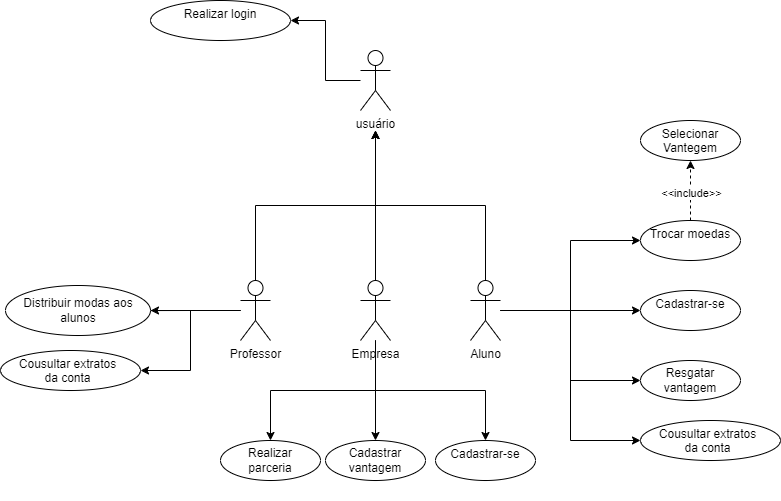 Realizar login
usuário
Selecionar
Vantegem
<<include>>
Trocar moedas
Distribuir modas aos
alunos
Cadastrar-se
Professor
Empresa
Aluno
Cousultar extratos
da conta
Resgatar
vantagem
Realizar
parceria
Cadastrar
vantagem
Cadastrar-se
Cousultar extratos
da conta